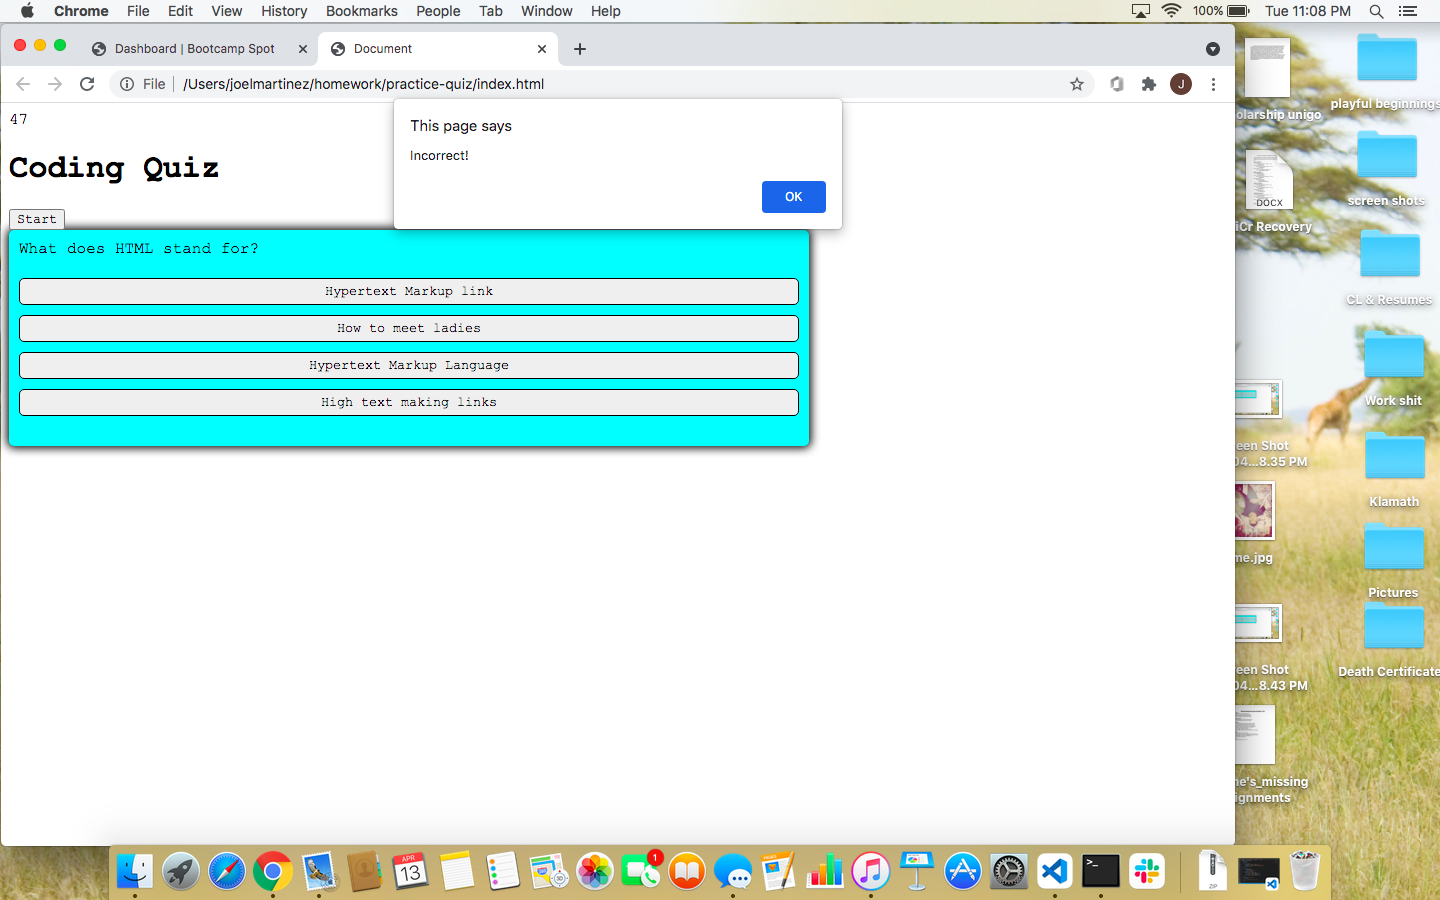 Chrome File Edit View History Bookmarks People Tab Window Help 100% Tue 11:08 PM
Dashboard | Bootcamp Spot
Document
File /Users/joelmartinez/homework/practice-quiz/index.html J
47
This page says
Incorrect!
OK
Coding Quiz
Start
What does HTML stand for?
Hypertext Markup link
How to meet ladies
Hypertext Markup Language
High text making links
olarship unigo
playful beginnings
DOCX
iCr Recovery
screen shots
CL & Resumes
Work shit
een Shot
04...8.35 PM
Klamath
me.jpg
Pictures
een Shot
04...8.43 PM
Death Certificate
ne's_missing
ignments
APR
13
1
ZIP